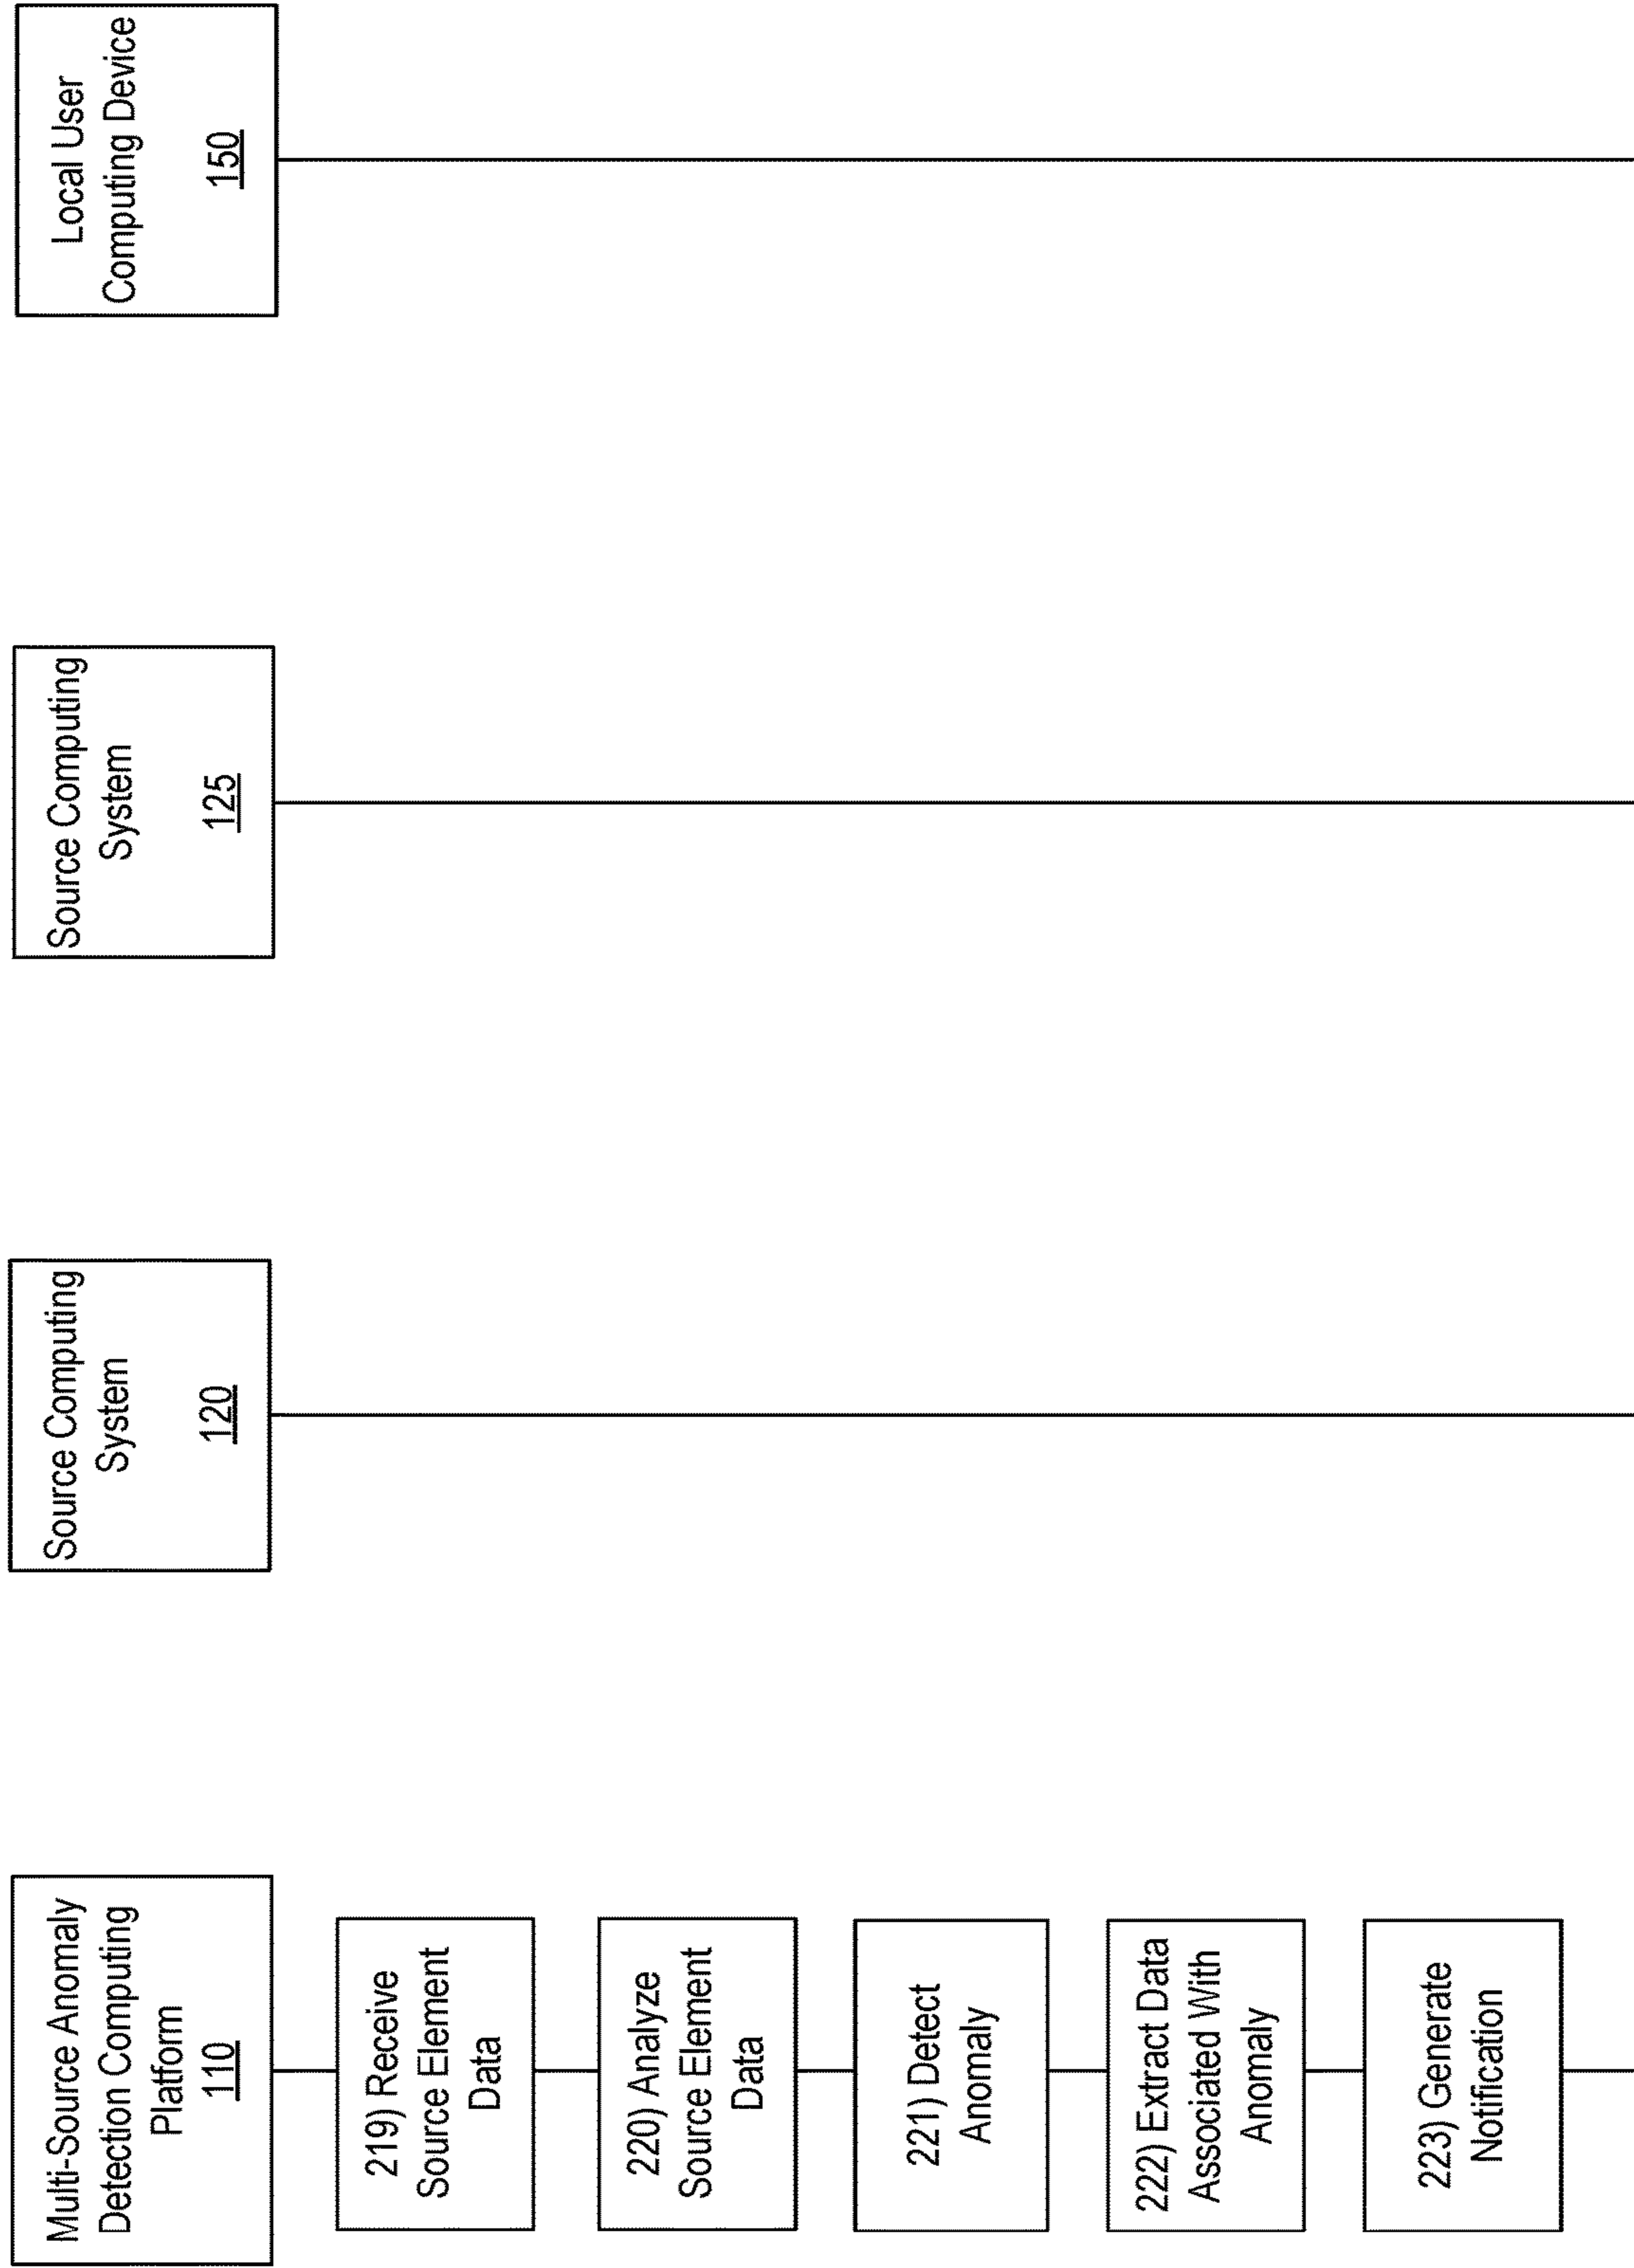 Multi-Source Anomaly
Detection Computing
Platform
110
Source Computing
System
120
Source Computing
System
125
Local User
Computing Device
150
219) Receive
Source Element
Data
220) Analyze
Source Element
Data
221) Detect
Anomaly
222) Extract Data
Associated With
Anomaly
223) Generate
Notification